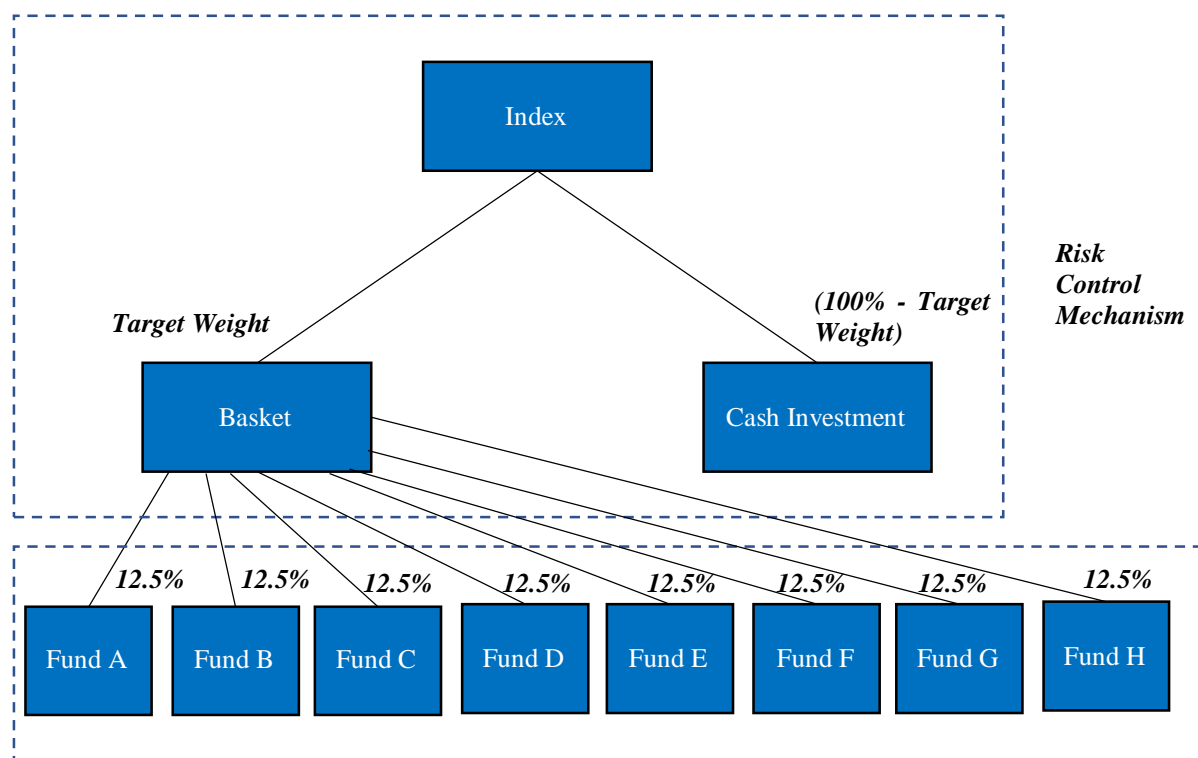 Index
Risk
Control
Mechanism
(100% - Target
Weight)
Target Weight
Basket
Cash Investment
12.5% 12.5% 12.5% 12.5% 12.5% 12.5% 12.5% 12.5%
Fund A Fund B Fund C Fund D Fund E Fund F Fund G Fund H